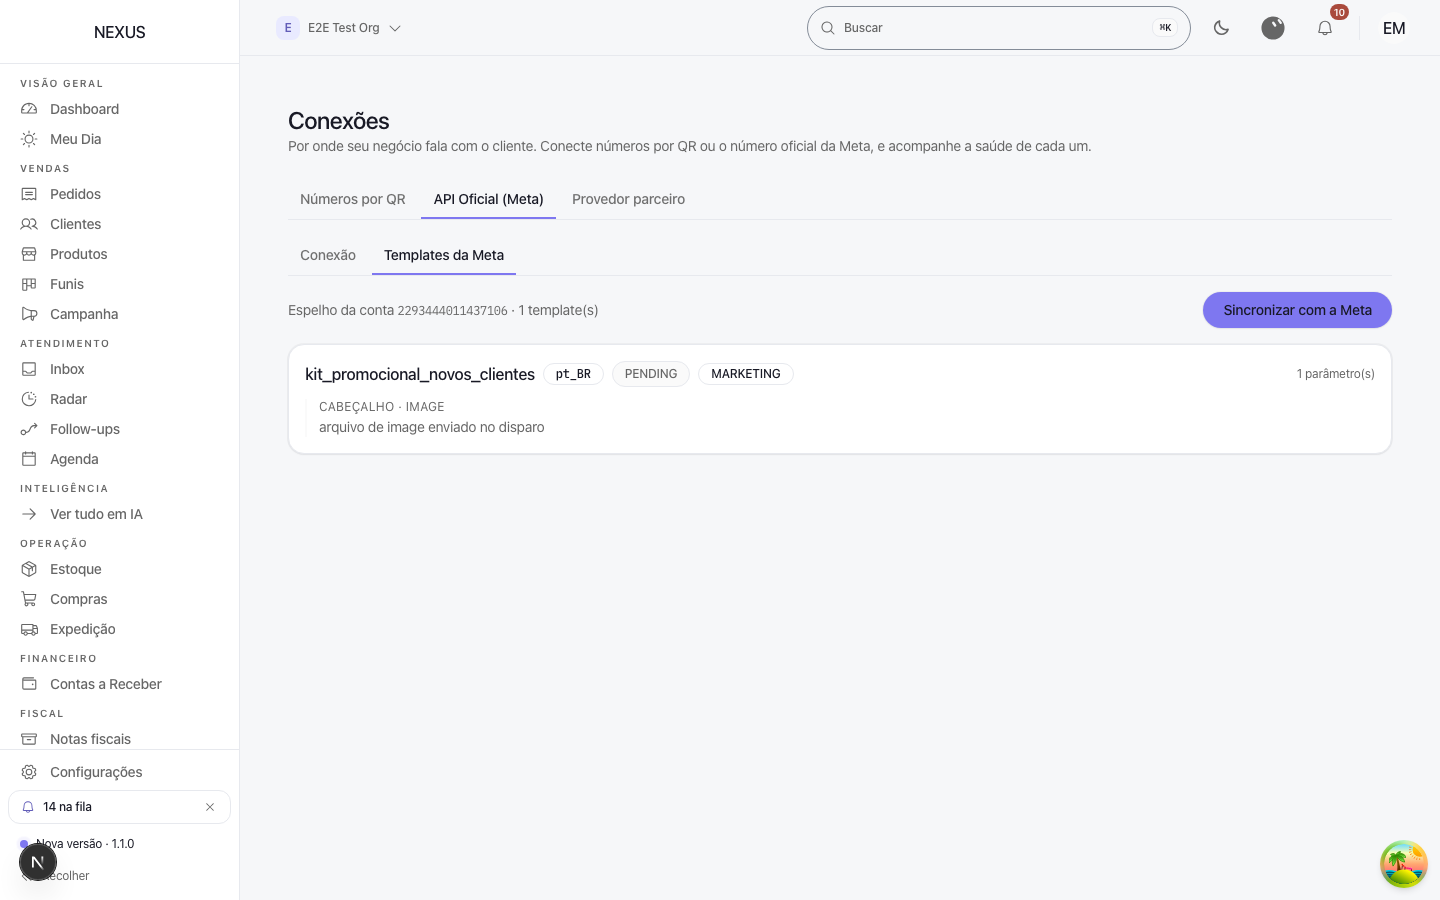 NEXUS
VISÃO GERAL
Dashboard
Meu Dia
VENDAS
Pedidos
Clientes
Produtos
Funis
Campanha
ATENDIMENTO
Inbox
Radar
Follow-ups
Agenda
INTELIGÊNCIA
Ver tudo em IA
OPERAÇÃO
Estoque
Compras
Expedição
FINANCEIRO
Contas a Receber
FISCAL
Notas fiscais
Configurações
14 na fila
Nova versão · 1.1.0
N
Recolher
E E2E Test Org
Buscar ⌘K
10
EM
Conexões
Por onde seu negócio fala com o cliente. Conecte números por QR ou o número oficial da Meta, e acompanhe a saúde de cada um.
Números por QR API Oficial (Meta) Provedor parceiro
Conexão Templates da Meta
Espelho da conta 2293444011437106 · 1 template(s)
Sincronizar com a Meta
kit_promocional_novos_clientes pt_BR PENDING MARKETING 1 parâmetro(s)
CABEÇALHO · IMAGE
arquivo de image enviado no disparo